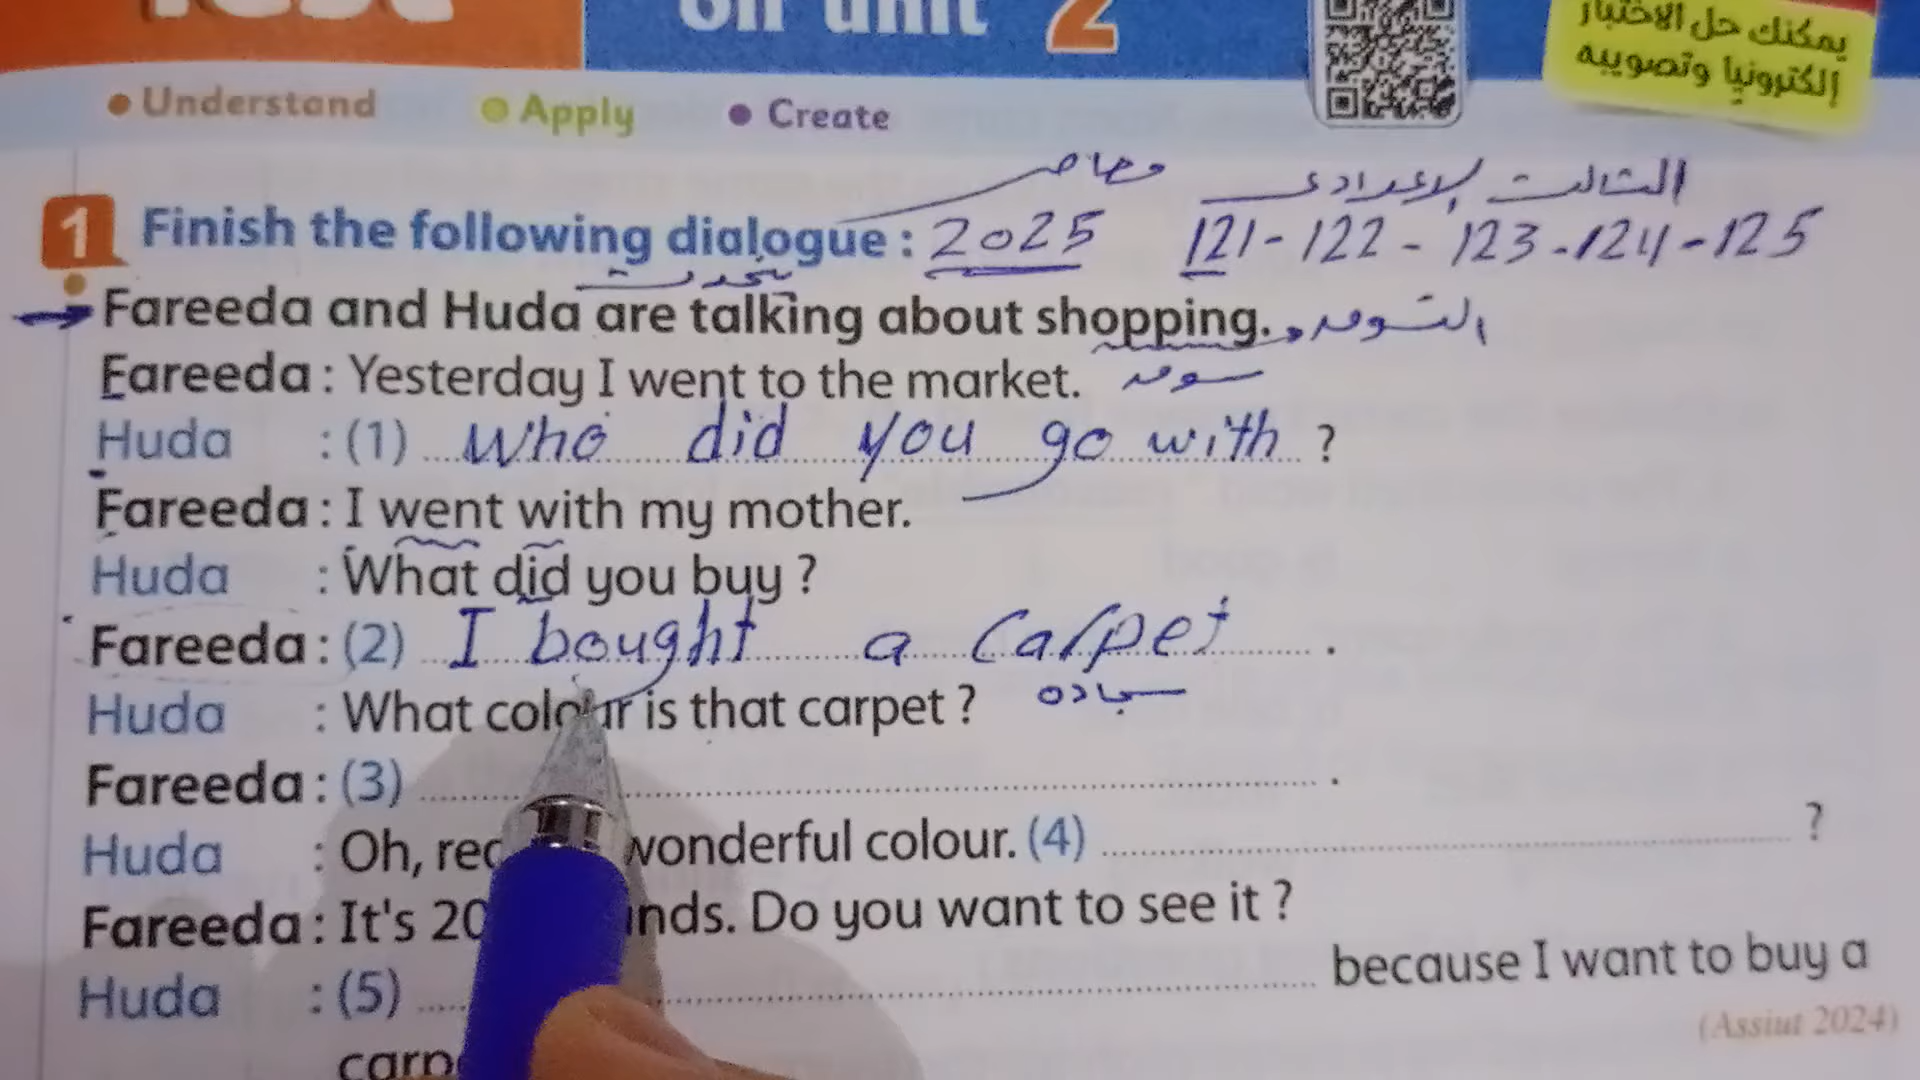 Test on unit 2
يمكنك حل الاختبار
إلكترونيا وتصويبه
Understand Apply Create
معاصر الثالث الإعدادى
1 Finish the following dialogue : 2025 121 - 122 - 123 - 124 - 125
تتحدث
Fareeda and Huda are talking about shopping. التسوق
Fareeda : Yesterday I went to the market. سوق
Huda : (1) Who did you go with ?
Fareeda : I went with my mother.
Huda : What did you buy ?
Fareeda : (2) I bought a carpet .
Huda : What colour is that carpet ? سجادة
Fareeda : (3) .
Huda : Oh, wonderful colour. (4) ?
Fareeda : It's Do you want to see it ?
Huda : (5) because I want to buy a
(Assiut 2024)